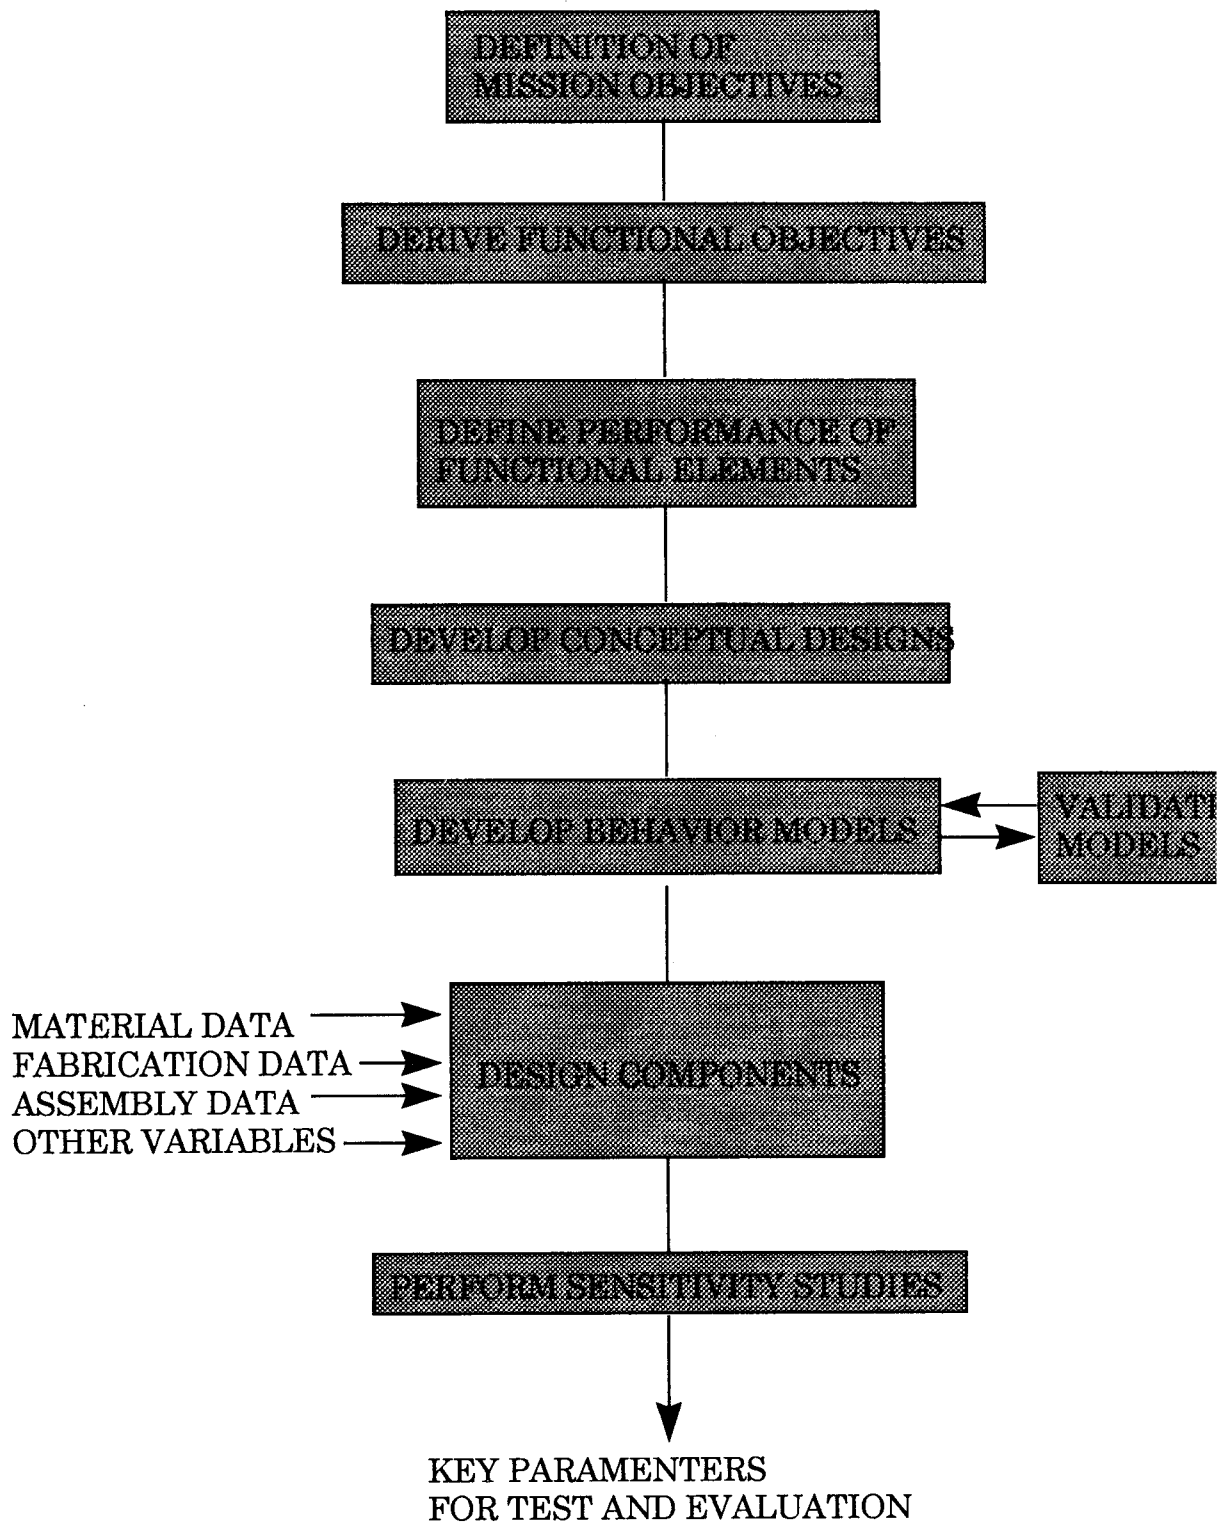 DEFINITION OF
MISSION OBJECTIVES
DERIVE FUNCTIONAL OBJECTIVES
DEFINE PERFORMANCE OF
FUNCTIONAL ELEMENTS
DEVELOP CONCEPTUAL DESIGNS
DEVELOP BEHAVIOR MODELS
VALIDAT
MODELS
MATERIAL DATA
FABRICATION DATA
ASSEMBLY DATA
OTHER VARIABLES
DESIGN COMPONENTS
PERFORM SENSITIVITY STUDIES
KEY PARAMENTERS
FOR TEST AND EVALUATION